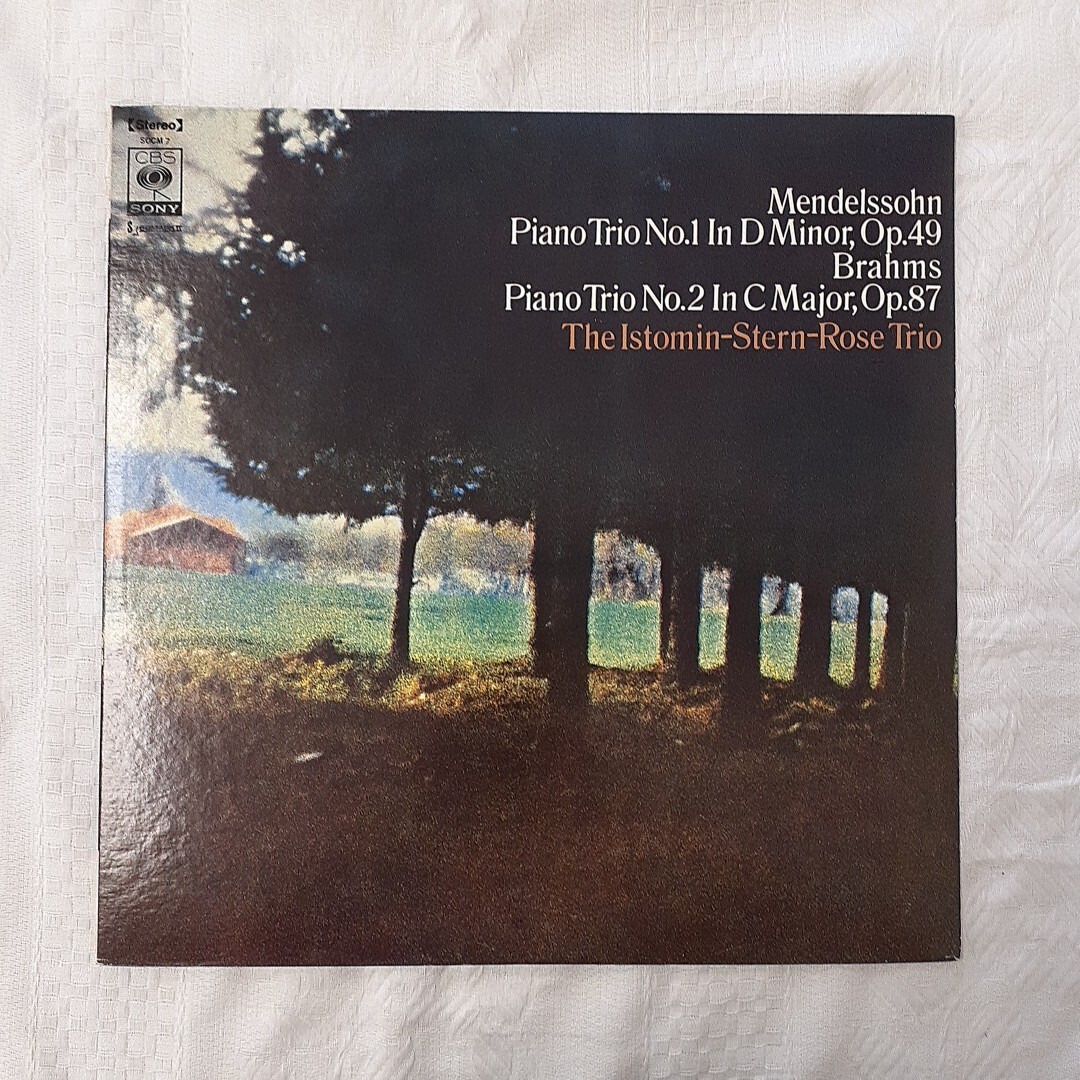 【Stereo】
SOCM 7
CBS
SONY
Mendelssohn
Piano Trio No.1 In D Minor, Op.49
Brahms
Piano Trio No.2 In C Major, Op.87
The Istomin-Stern-Rose Trio